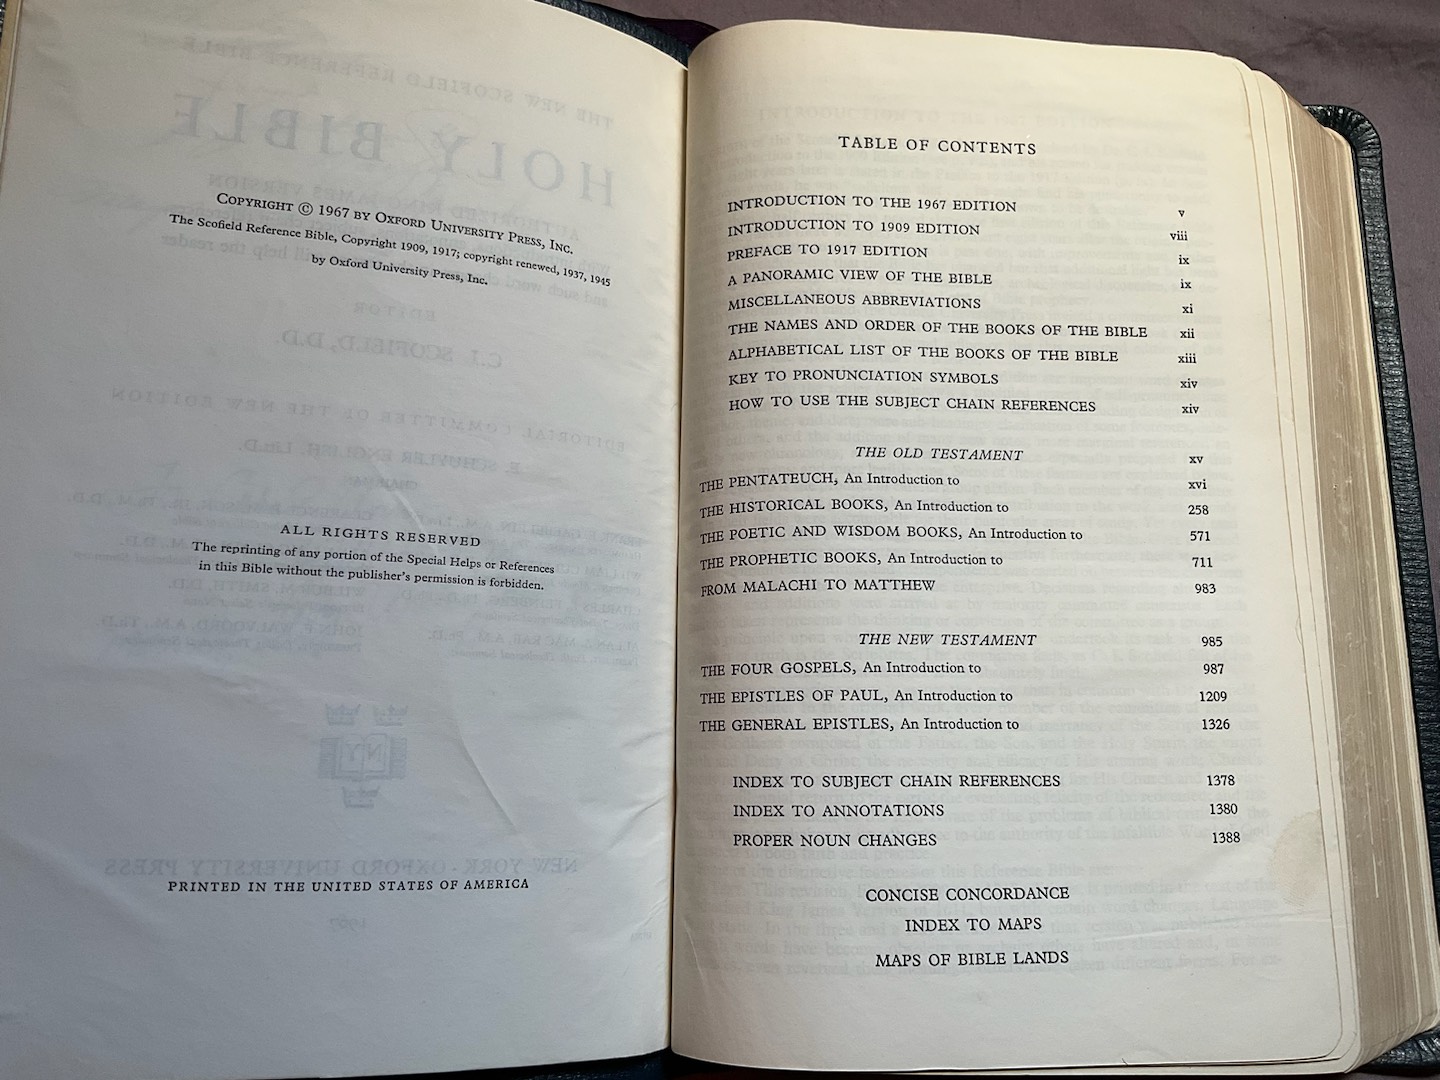 COPYRIGHT © 1967 BY OXFORD UNIVERSITY PRESS, INC.
The Scofield Reference Bible, Copyright 1909, 1917; copyright renewed, 1937, 1945
by Oxford University Press, Inc.
ALL RIGHTS RESERVED
The reprinting of any portion of the Special Helps or References
in this Bible without the publisher's permission is forbidden.
PRINTED IN THE UNITED STATES OF AMERICA
TABLE OF CONTENTS
INTRODUCTION TO THE 1967 EDITION v
INTRODUCTION TO 1909 EDITION viii
PREFACE TO 1917 EDITION ix
A PANORAMIC VIEW OF THE BIBLE ix
MISCELLANEOUS ABBREVIATIONS xi
THE NAMES AND ORDER OF THE BOOKS OF THE BIBLE xii
ALPHABETICAL LIST OF THE BOOKS OF THE BIBLE xiii
KEY TO PRONUNCIATION SYMBOLS xiv
HOW TO USE THE SUBJECT CHAIN REFERENCES xiv
THE OLD TESTAMENT xv
THE PENTATEUCH, An Introduction to xvi
THE HISTORICAL BOOKS, An Introduction to 258
THE POETIC AND WISDOM BOOKS, An Introduction to 571
THE PROPHETIC BOOKS, An Introduction to 711
FROM MALACHI TO MATTHEW 983
THE NEW TESTAMENT 985
THE FOUR GOSPELS, An Introduction to 987
THE EPISTLES OF PAUL, An Introduction to 1209
THE GENERAL EPISTLES, An Introduction to 1326
INDEX TO SUBJECT CHAIN REFERENCES 1378
INDEX TO ANNOTATIONS 1380
PROPER NOUN CHANGES 1388
CONCISE CONCORDANCE
INDEX TO MAPS
MAPS OF BIBLE LANDS